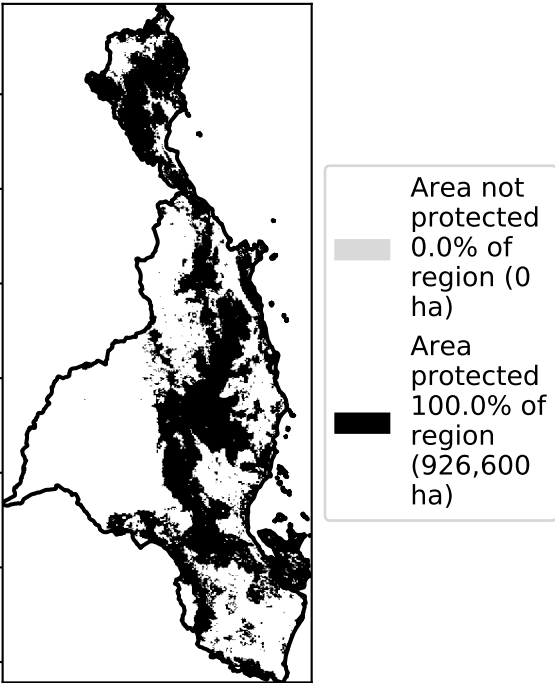 Area not
protected
0.0% of
region (0
ha)
Area
protected
100.0% of
region
(926,600
ha)